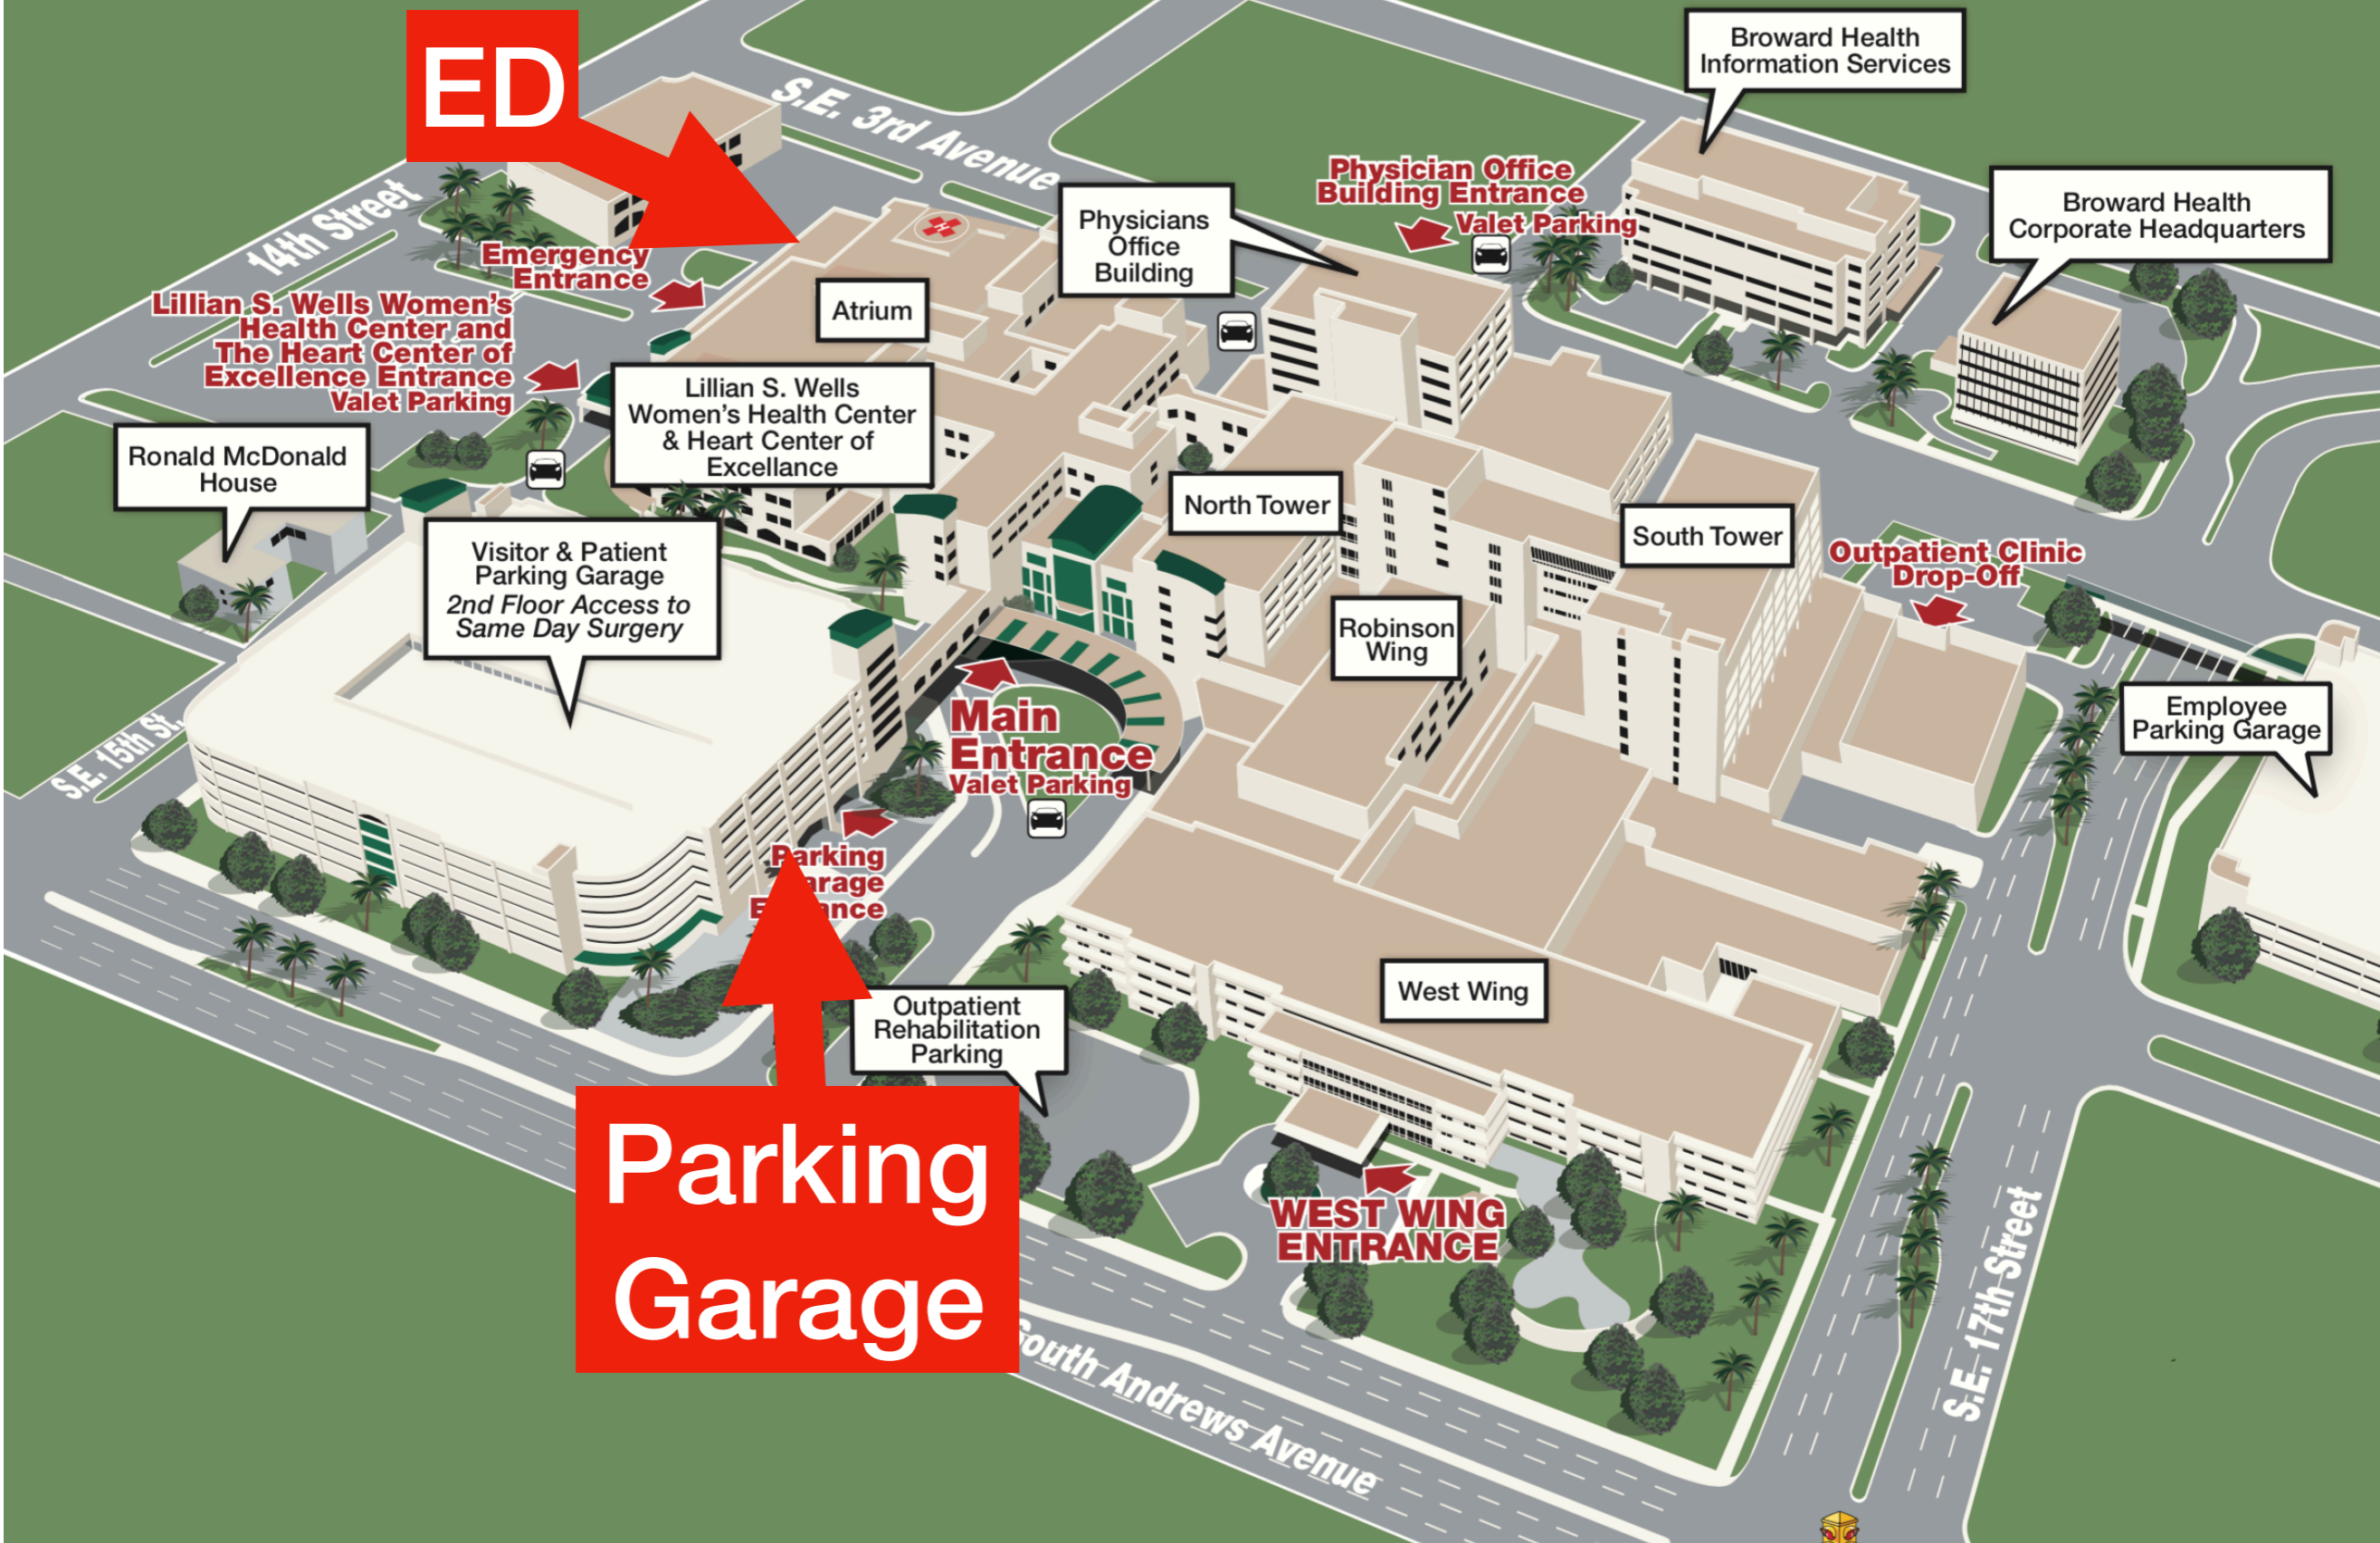 ED
S.E. 3rd Avenue
Broward Health
Information Services
14th Street
Physician Office
Building Entrance
Valet Parking
Broward Health
Corporate Headquarters
Physicians
Office
Building
H
Emergency
Entrance
Atrium
Lillian S. Wells Women's
Health Center and
The Heart Center of
Excellence Entrance
Valet Parking
Lillian S. Wells
Women's Health Center
& Heart Center of
Excellance
Ronald McDonald
House
North Tower
South Tower
Outpatient Clinic
Drop-Off
Visitor & Patient
Parking Garage
2nd Floor Access to
Same Day Surgery
Robinson
Wing
S.E. 15th St.
Main
Entrance
Valet Parking
Employee
Parking Garage
Parking
arage
E ance
West Wing
Outpatient
Rehabilitation
Parking
Parking
Garage
WEST WING
ENTRANCE
South Andrews Avenue
S.E. 17th Street